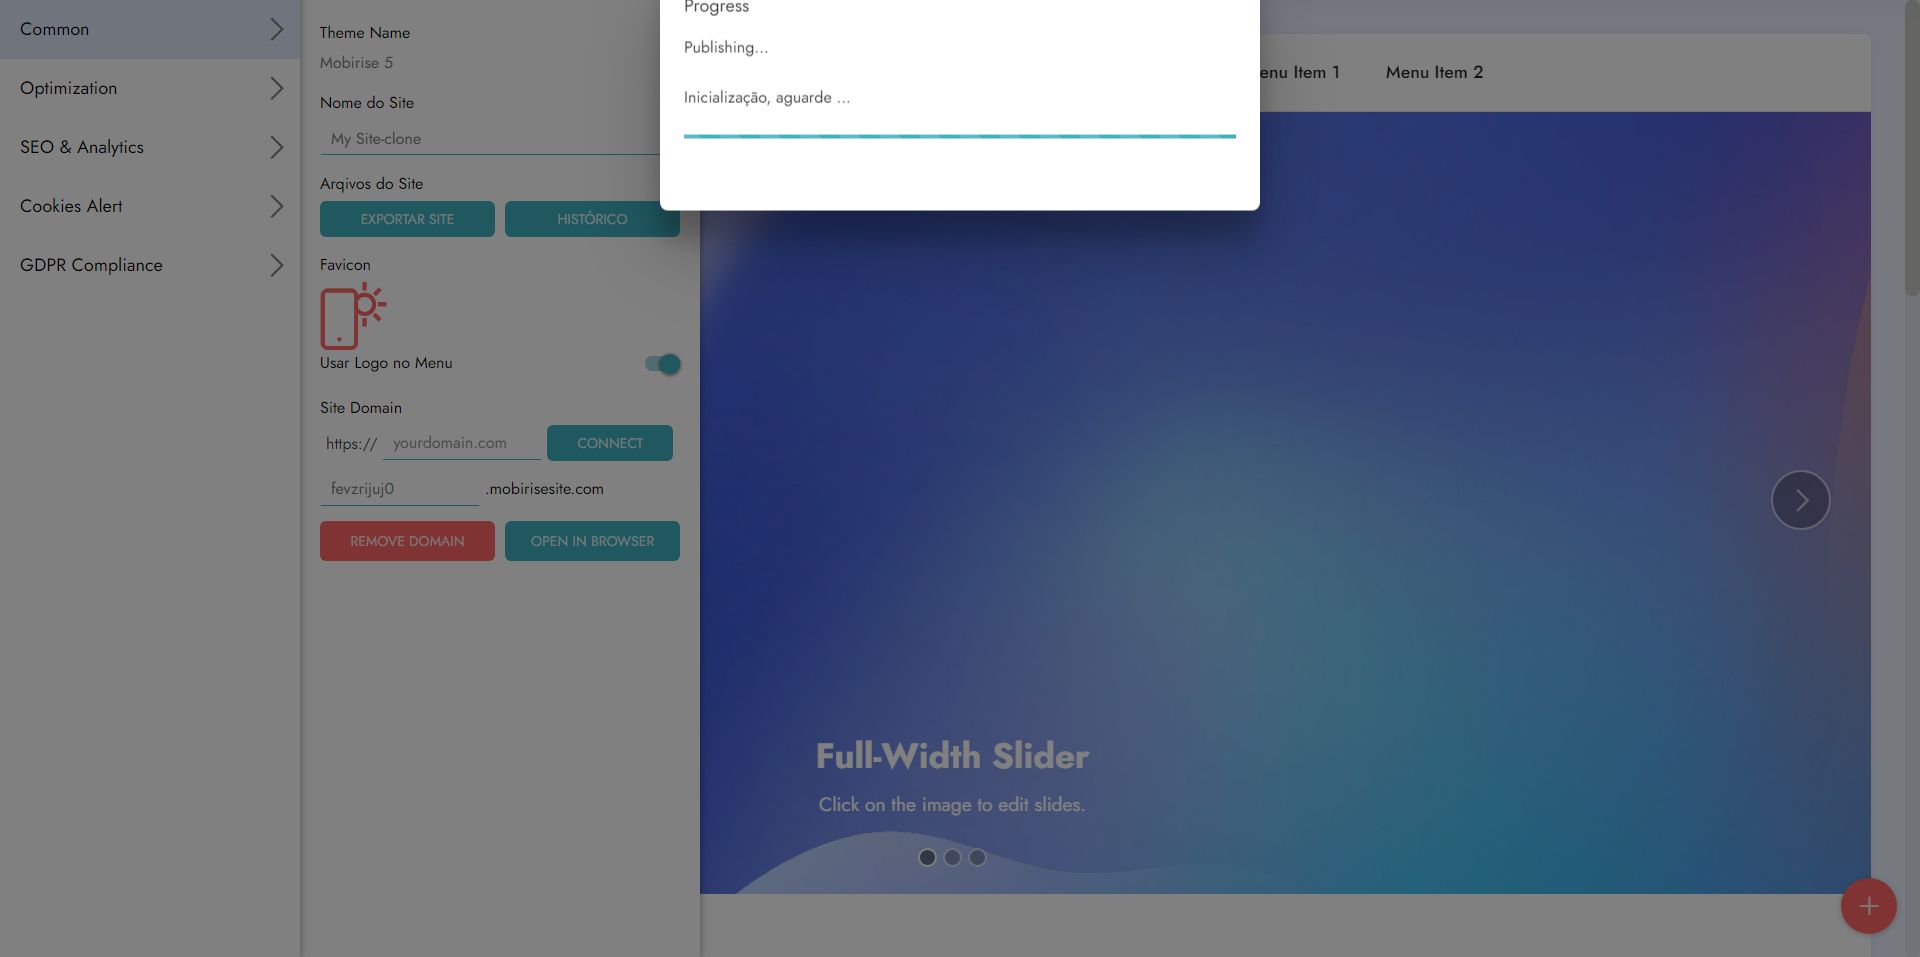 Common
Optimization
SEO & Analytics
Cookies Alert
GDPR Compliance
Theme Name
Mobirise 5
Nome do Site
My Site-clone
Arqivos do Site
EXPORTAR SITE HISTÓRICO
Favicon
Usar Logo no Menu
Site Domain
https:// yourdomain.com CONNECT
fevzrijuj0 .mobirisesite.com
REMOVE DOMAIN OPEN IN BROWSER
Progress
Publishing...
Inicialização, aguarde ...
enu Item 1 Menu Item 2
Full-Width Slider
Click on the image to edit slides.